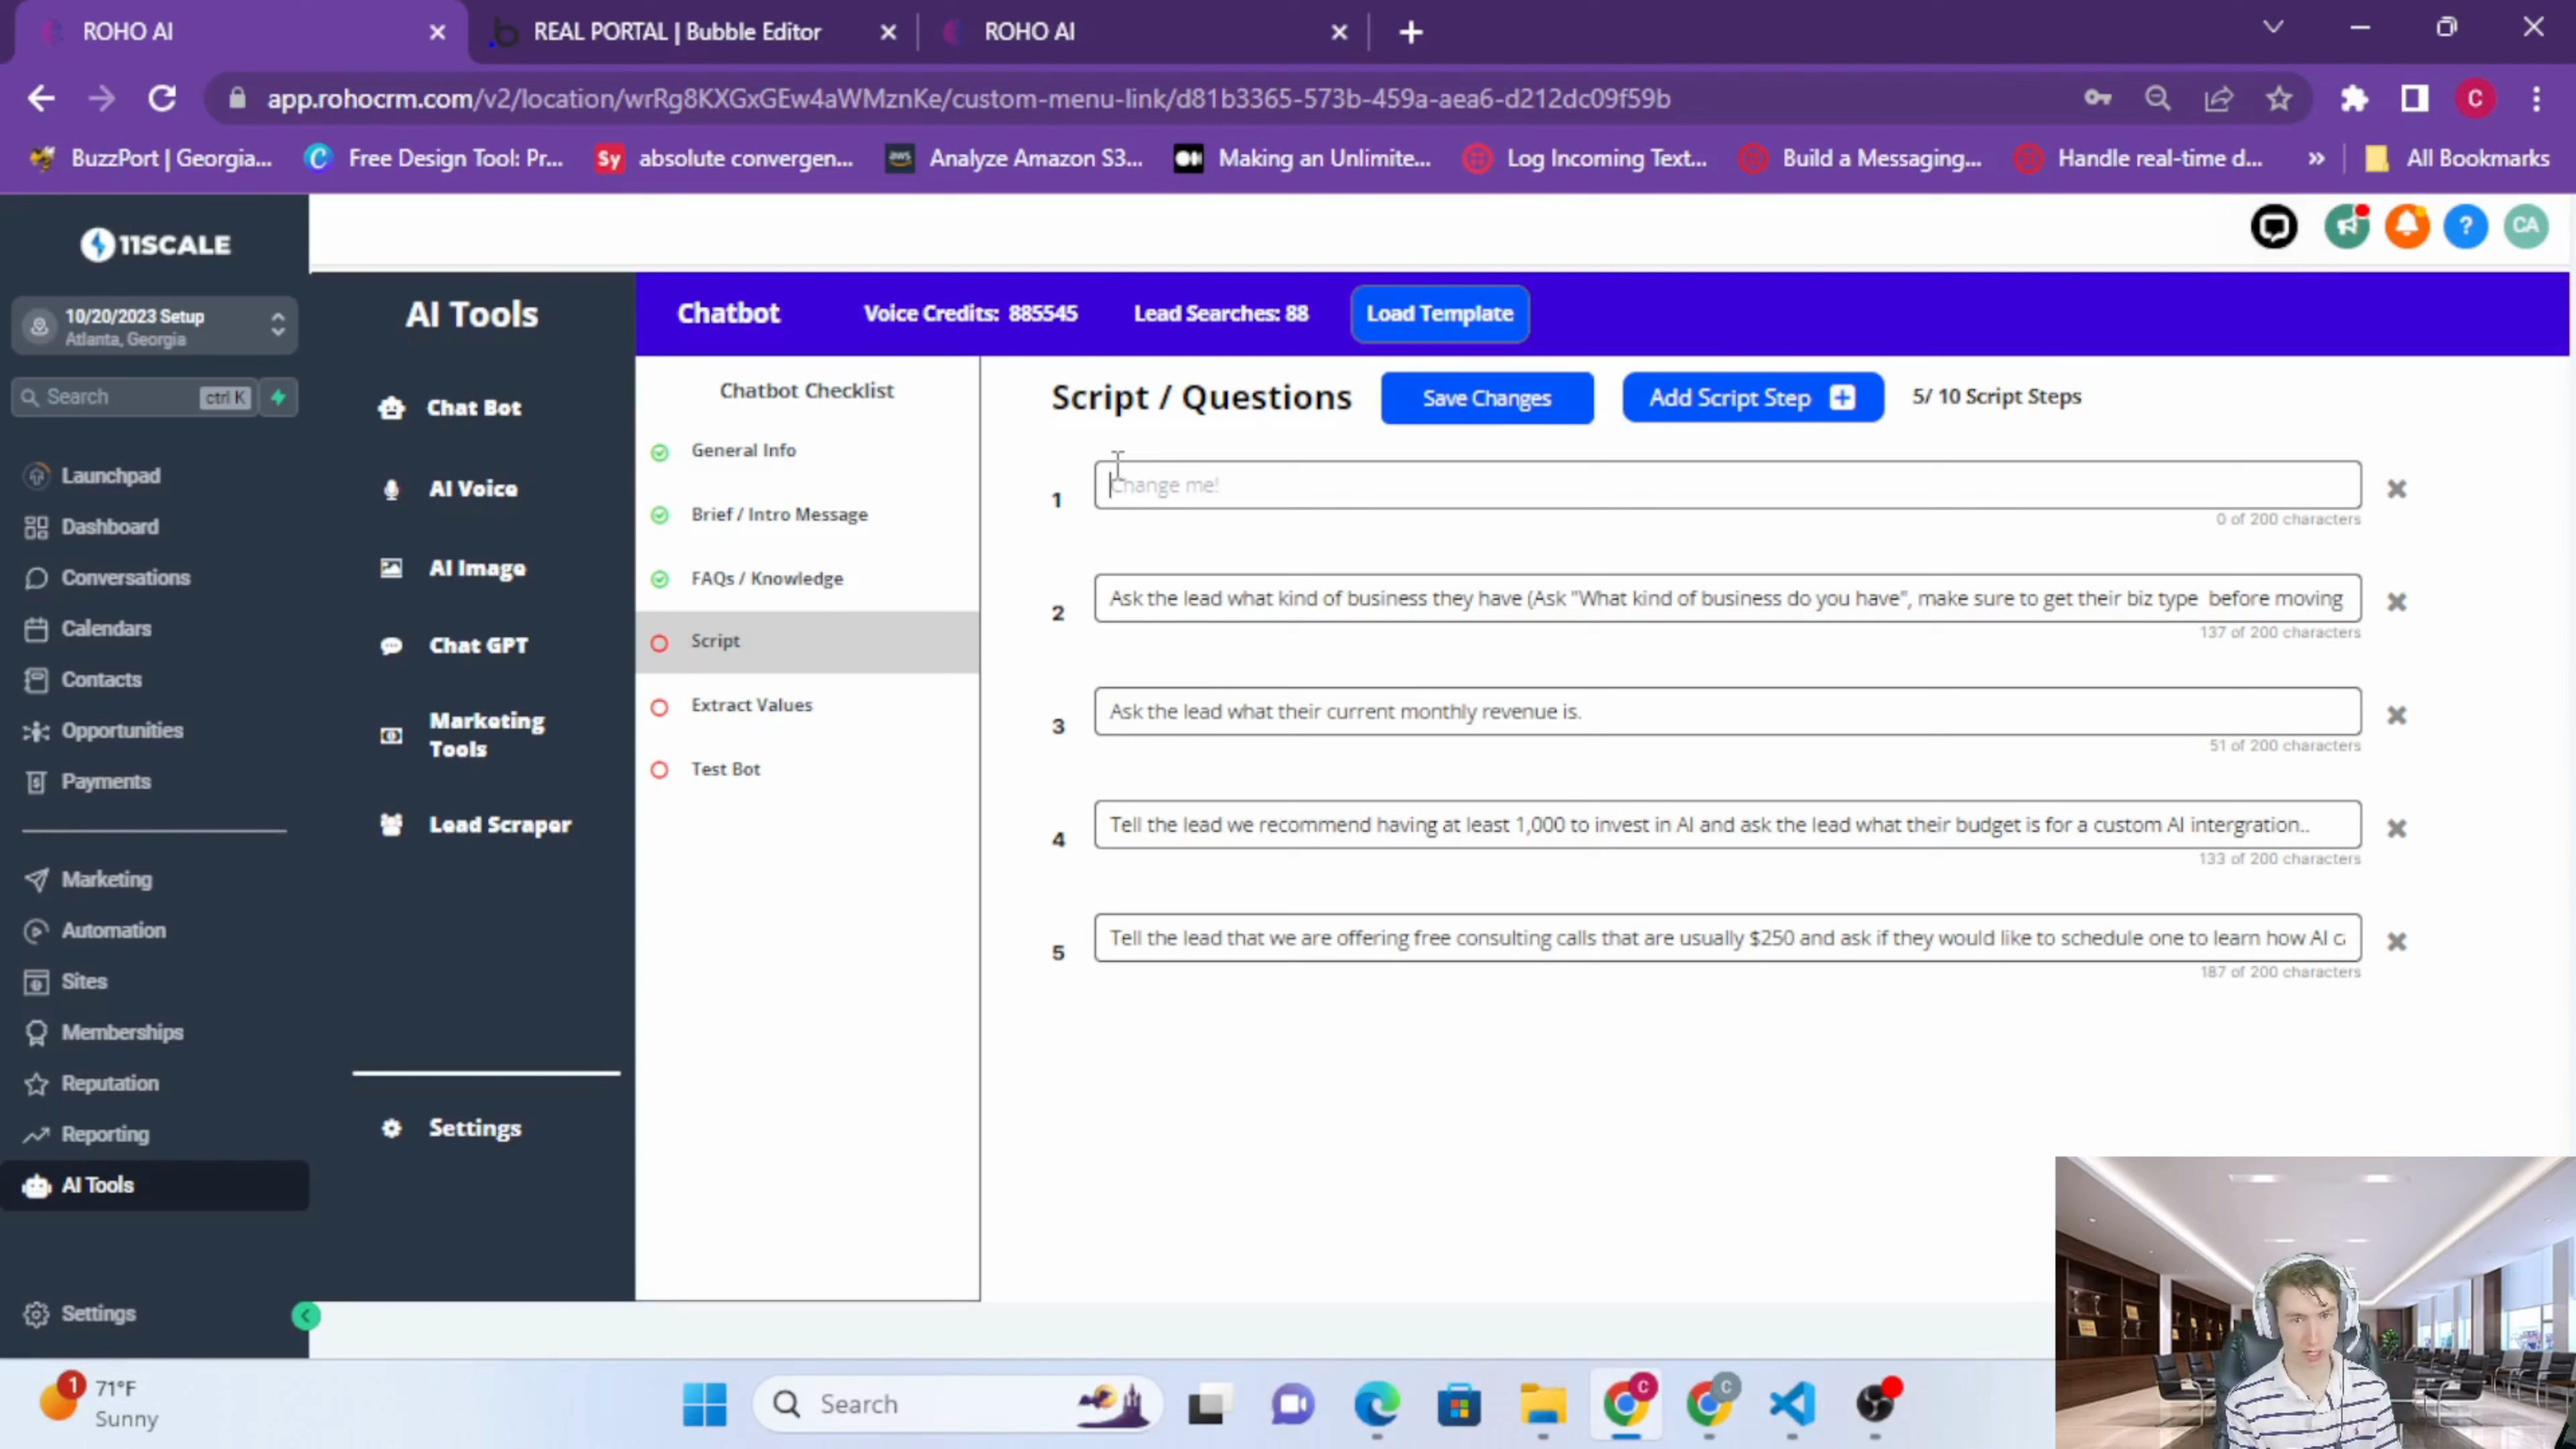 ROHO AI
REAL PORTAL | Bubble Editor
ROHO AI
app.rohocrm.com/v2/location/wrRg8KXGxGEw4aWMznKe/custom-menu-link/d81b3365-573b-459a-aea6-d212dc09f59b
C
BuzzPort | Georgia...
C
Free Design Tool: Pr...
Sy
absolute convergen...
aws
Analyze Amazon S3...
Making an Unlimite...
Log Incoming Text...
Build a Messaging...
Handle real-time d...
»
All Bookmarks
11SCALE
?
CA
10/20/2023 Setup
Atlanta, Georgia
Search
ctrl K
Launchpad
Dashboard
Conversations
Calendars
Contacts
Opportunities
Payments
Marketing
Automation
Sites
Memberships
Reputation
Reporting
AI Tools
Settings
AI Tools
Chat Bot
AI Voice
AI Image
Chat GPT
Marketing
Tools
Lead Scraper
Settings
Chatbot
Voice Credits: 885545
Lead Searches: 88
Load Template
Chatbot Checklist
General Info
Brief / Intro Message
FAQs / Knowledge
Script
Extract Values
Test Bot
Script / Questions
Save Changes
Add Script Step
5/ 10 Script Steps
1
Change me!
0 of 200 characters
2
Ask the lead what kind of business they have (Ask "What kind of business do you have", make sure to get their biz type  before moving
137 of 200 characters
3
Ask the lead what their current monthly revenue is.
51 of 200 characters
4
Tell the lead we recommend having at least 1,000 to invest in AI and ask the lead what their budget is for a custom AI intergration..
133 of 200 characters
5
Tell the lead that we are offering free consulting calls that are usually $250 and ask if they would like to schedule one to learn how AI ca
187 of 200 characters
1
71°F
Sunny
Search
C
C